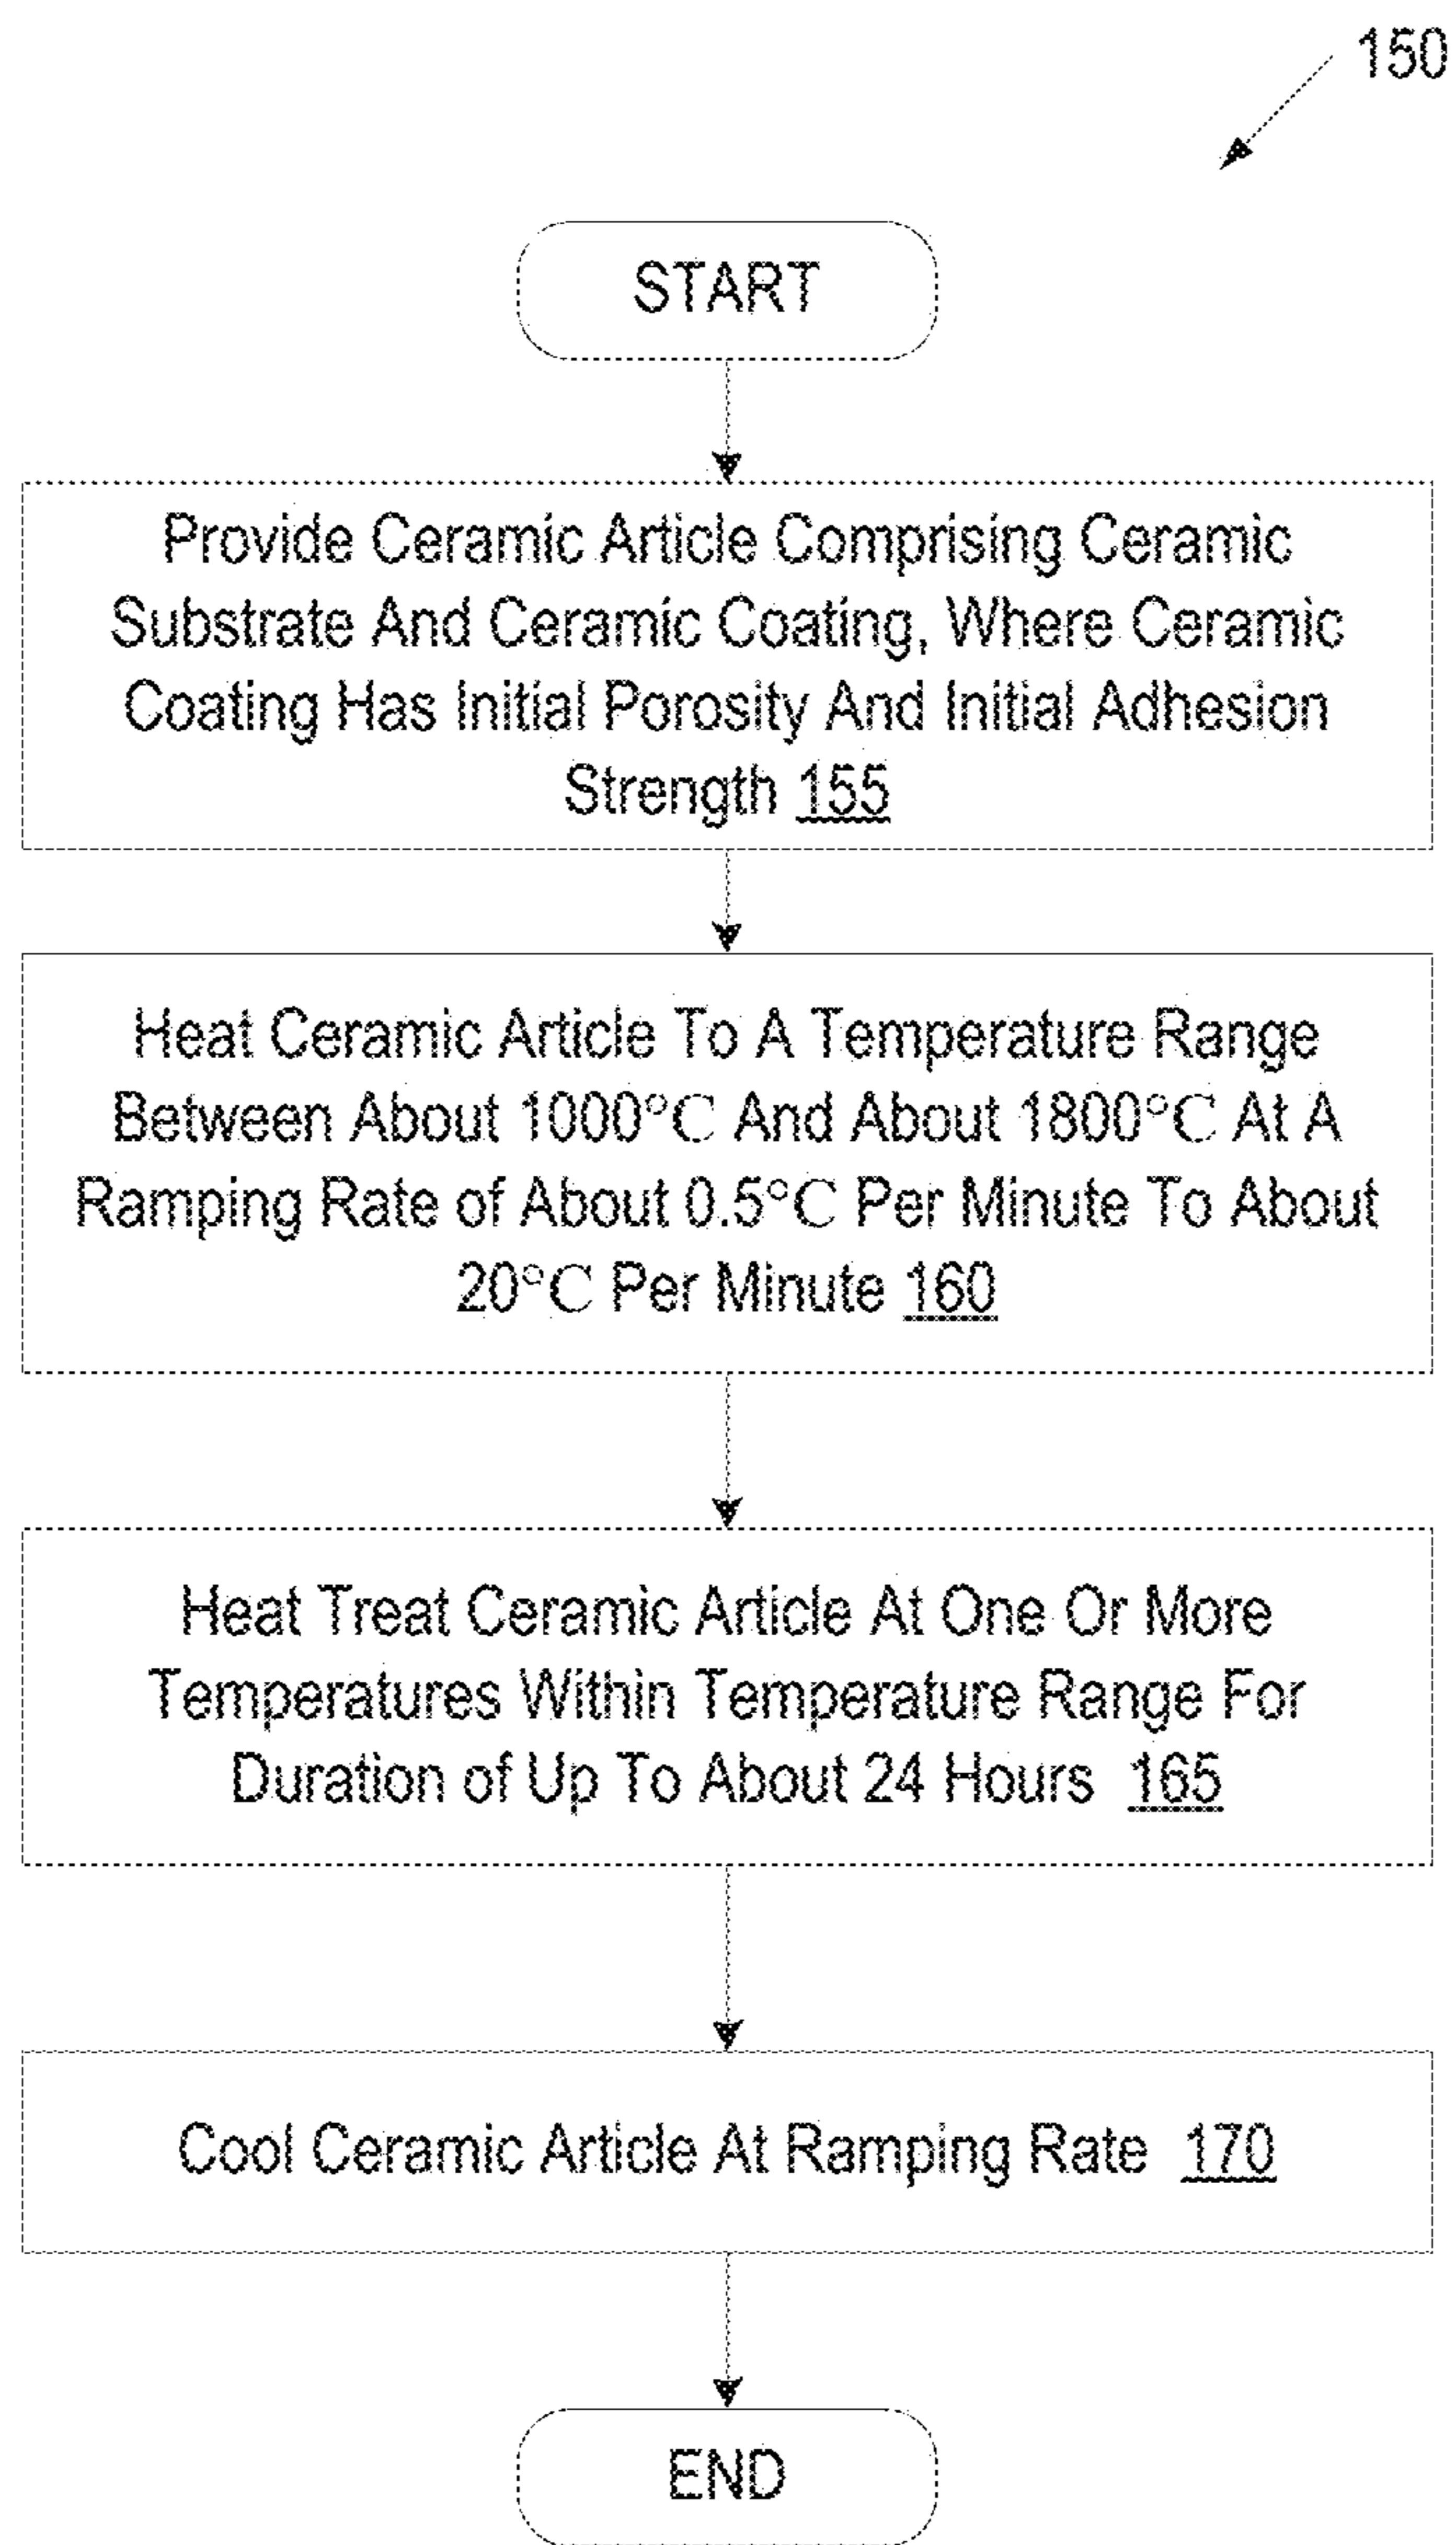 150
START
Provide Ceramic Article Comprising Ceramic
Substrate And Ceramic Coating, Where Ceramic
Coating Has Initial Porosity And Initial Adhesion
Strength 155
Heat Ceramic Article To A Temperature Range
Between About 1000°C And About 1800°C At A
Ramping Rate of About 0.5°C Per Minute To About
20°C Per Minute 160
Heat Treat Ceramic Article At One Or More
Temperatures Within Temperature Range For
Duration of Up To About 24 Hours 165
Cool Ceramic Article At Ramping Rate 170
END